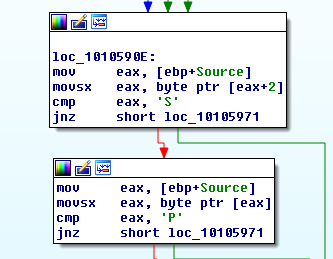 loc_1010590E:
mov     eax, [ebp+Source]
movsx   eax, byte ptr [eax+2]
cmp     eax, 'S'
jnz     short loc_10105971
mov     eax, [ebp+Source]
movsx   eax, byte ptr [eax]
cmp     eax, 'P'
jnz     short loc_10105971